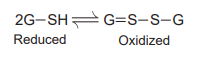 2G–SH ⇌ G=S–S–G
Reduced Oxidized